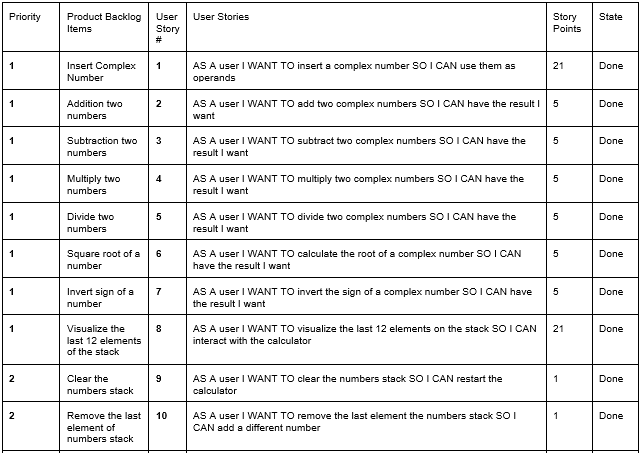 Priority
Product Backlog
Items
User
Story
#
User Stories
Story
Points
State
1
Insert Complex
Number
1
AS A user I WANT TO insert a complex number SO I CAN use them as
operands
21
Done
1
Addition two
numbers
2
AS A user I WANT TO add two complex numbers SO I CAN have the result I
want
5
Done
1
Subtraction two
numbers
3
AS A user I WANT TO subtract two complex numbers SO I CAN have the
result I want
5
Done
1
Multiply two
numbers
4
AS A user I WANT TO multiply two complex numbers SO I CAN have the
result I want
5
Done
1
Divide two
numbers
5
AS A user I WANT TO divide two complex numbers SO I CAN have the
result I want
5
Done
1
Square root of a
number
6
AS A user I WANT TO calculate the root of a complex number SO I CAN
have the result I want
5
Done
1
Invert sign of a
number
7
AS A user I WANT TO invert the sign of a complex number SO I CAN have
the result I want
5
Done
1
Visualize the
last 12 elements
of the stack
8
AS A user I WANT TO visualize the last 12 elements on the stack SO I CAN
interact with the calculator
21
Done
2
Clear the
numbers stack
9
AS A user I WANT TO clear the numbers stack SO I CAN restart the
calculator
1
Done
2
Remove the last
element of
numbers stack
10
AS A user I WANT TO remove the last element the numbers stack SO I
CAN add a different number
1
Done